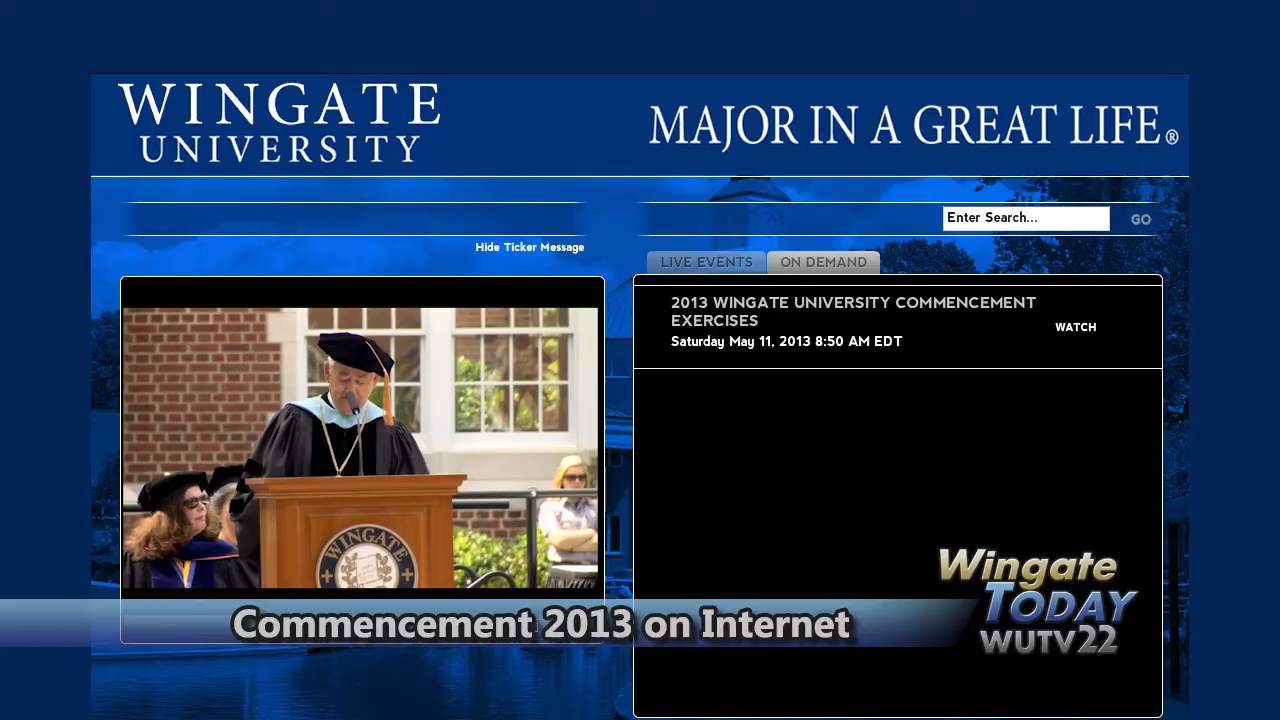 WINGATE
UNIVERSITY
MAJOR IN A GREAT LIFE®
Enter Search...
GO
Hide Ticker Message
LIVE EVENTS
ON DEMAND
2013 WINGATE UNIVERSITY COMMENCEMENT
EXERCISES
WATCH
Saturday May 11, 2013 8:50 AM EDT
WINGATE
Commencement 2013 on Internet
Wingate
TODAY
WUTV22